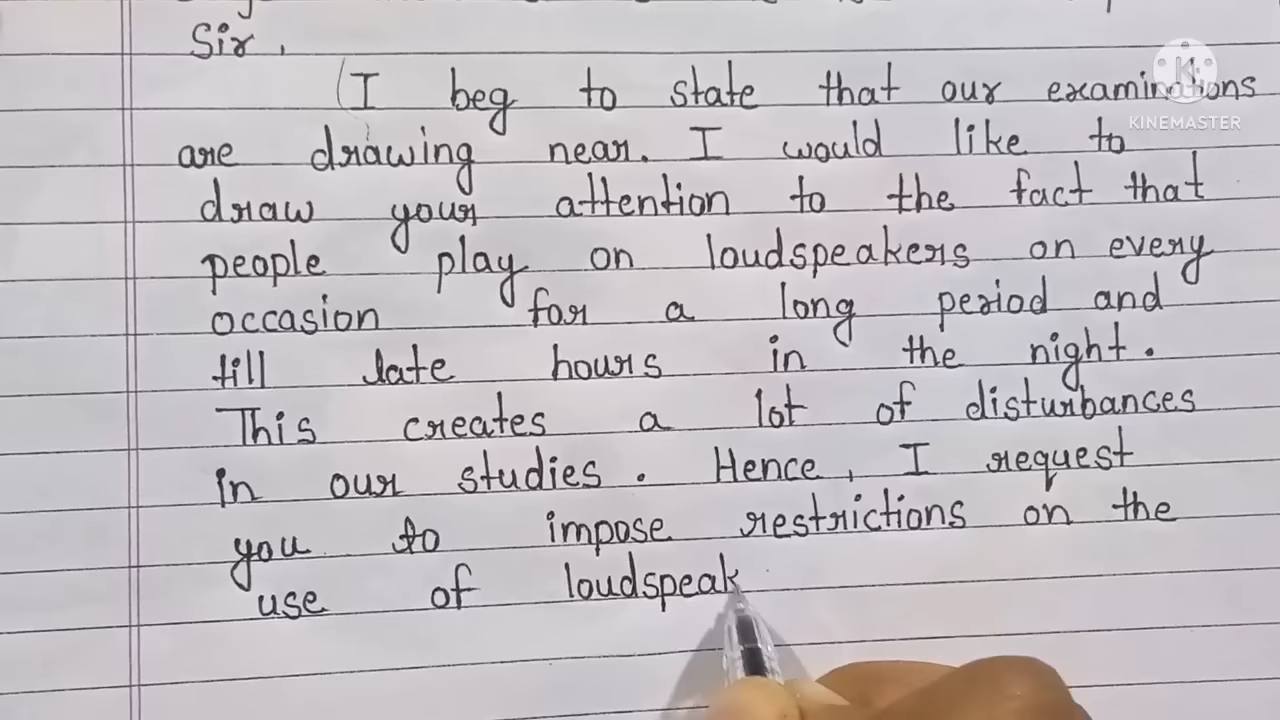 Sir,
I beg to state that our examinations
are drawing near. I would like to
draw your attention to the fact that
people play on loudspeakers on every
occasion for a long period and
till late hours in the night.
This creates a lot of disturbances
in our studies. Hence, I request
you to impose restrictions on the
use of loudspeak
KINEMASTER